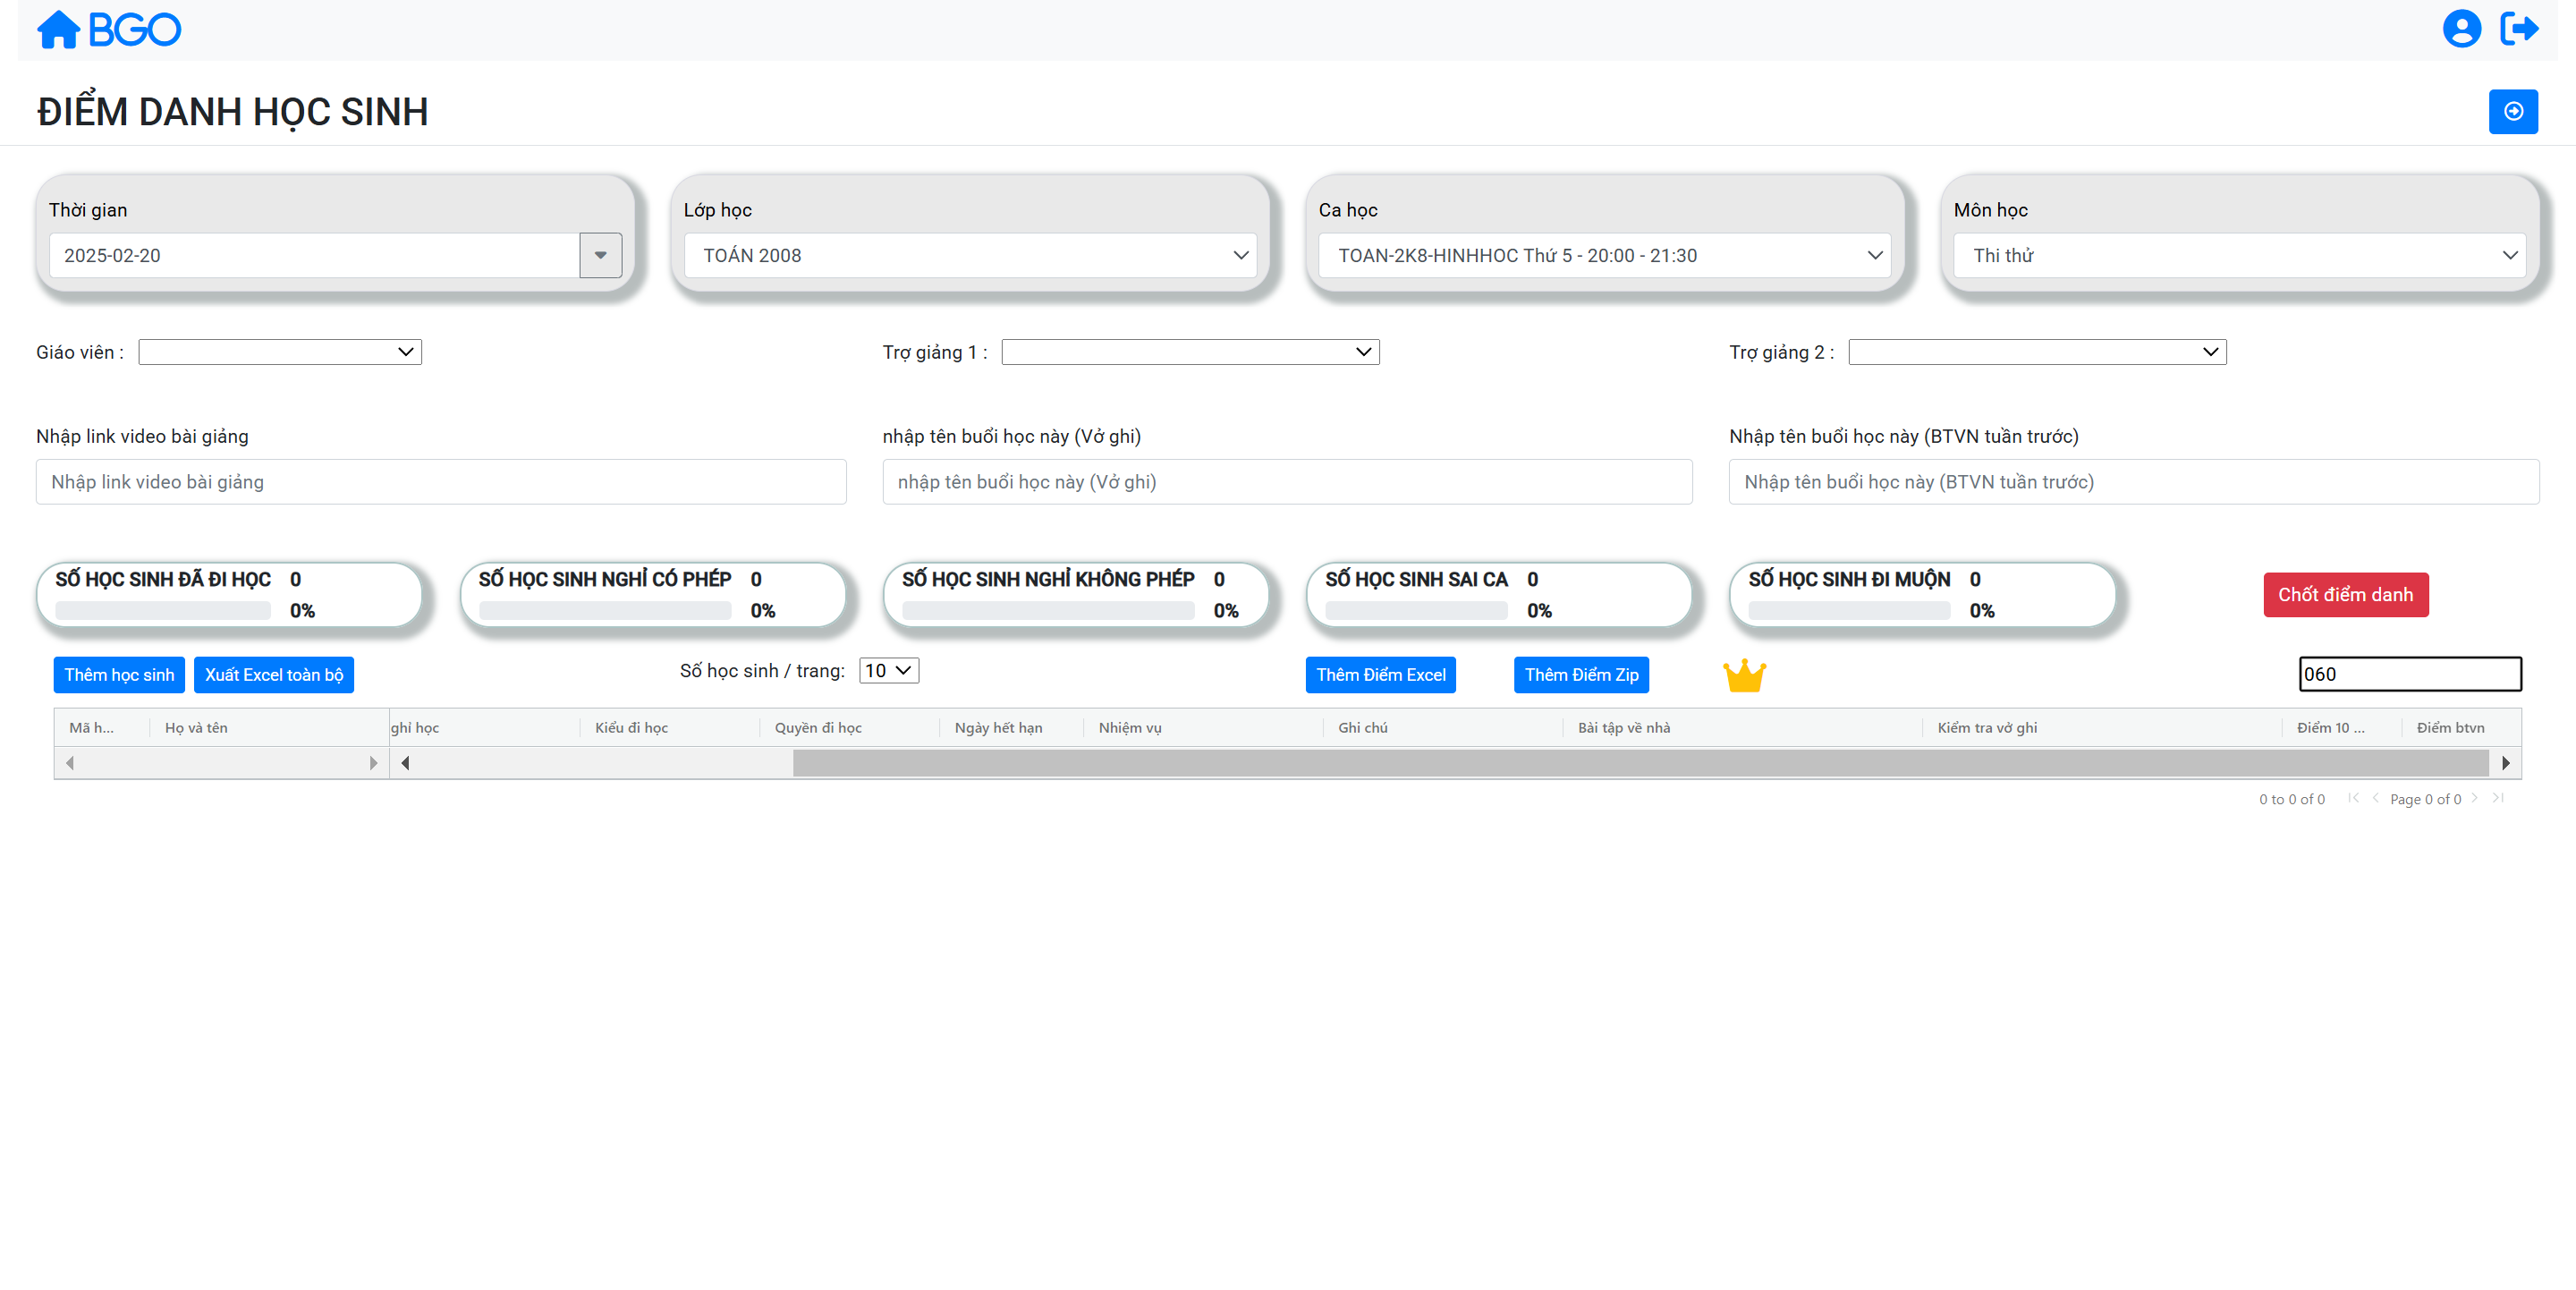 BGO
ĐIỂM DANH HỌC SINH
Thời gian
2025-02-20
Lớp học
TOÁN 2008
Ca học
TOAN-2K8-HINHHOC Thứ 5 - 20:00 - 21:30
Môn học
Thi thử
Giáo viên :
Trợ giảng 1 :
Trợ giảng 2 :
Nhập link video bài giảng
nhập tên buổi học này (Vở ghi)
Nhập tên buổi học này (BTVN tuần trước)
Nhập link video bài giảng
nhập tên buổi học này (Vở ghi)
Nhập tên buổi học này (BTVN tuần trước)
SỐ HỌC SINH ĐÃ ĐI HỌC 0
0%
SỐ HỌC SINH NGHỈ CÓ PHÉP 0
0%
SỐ HỌC SINH NGHỈ KHÔNG PHÉP 0
0%
SỐ HỌC SINH SAI CA 0
0%
SỐ HỌC SINH ĐI MUỘN 0
0%
Chốt điểm danh
Thêm học sinh
Xuất Excel toàn bộ
Số học sinh / trang: 10
Thêm Điểm Excel
Thêm Điểm Zip
060
Mã h... Họ và tên ghỉ học Kiểu đi học Quyền đi học Ngày hết hạn Nhiệm vụ Ghi chú Bài tập về nhà Kiểm tra vở ghi Điểm 10 ... Điểm btvn
0 to 0 of 0 Page 0 of 0